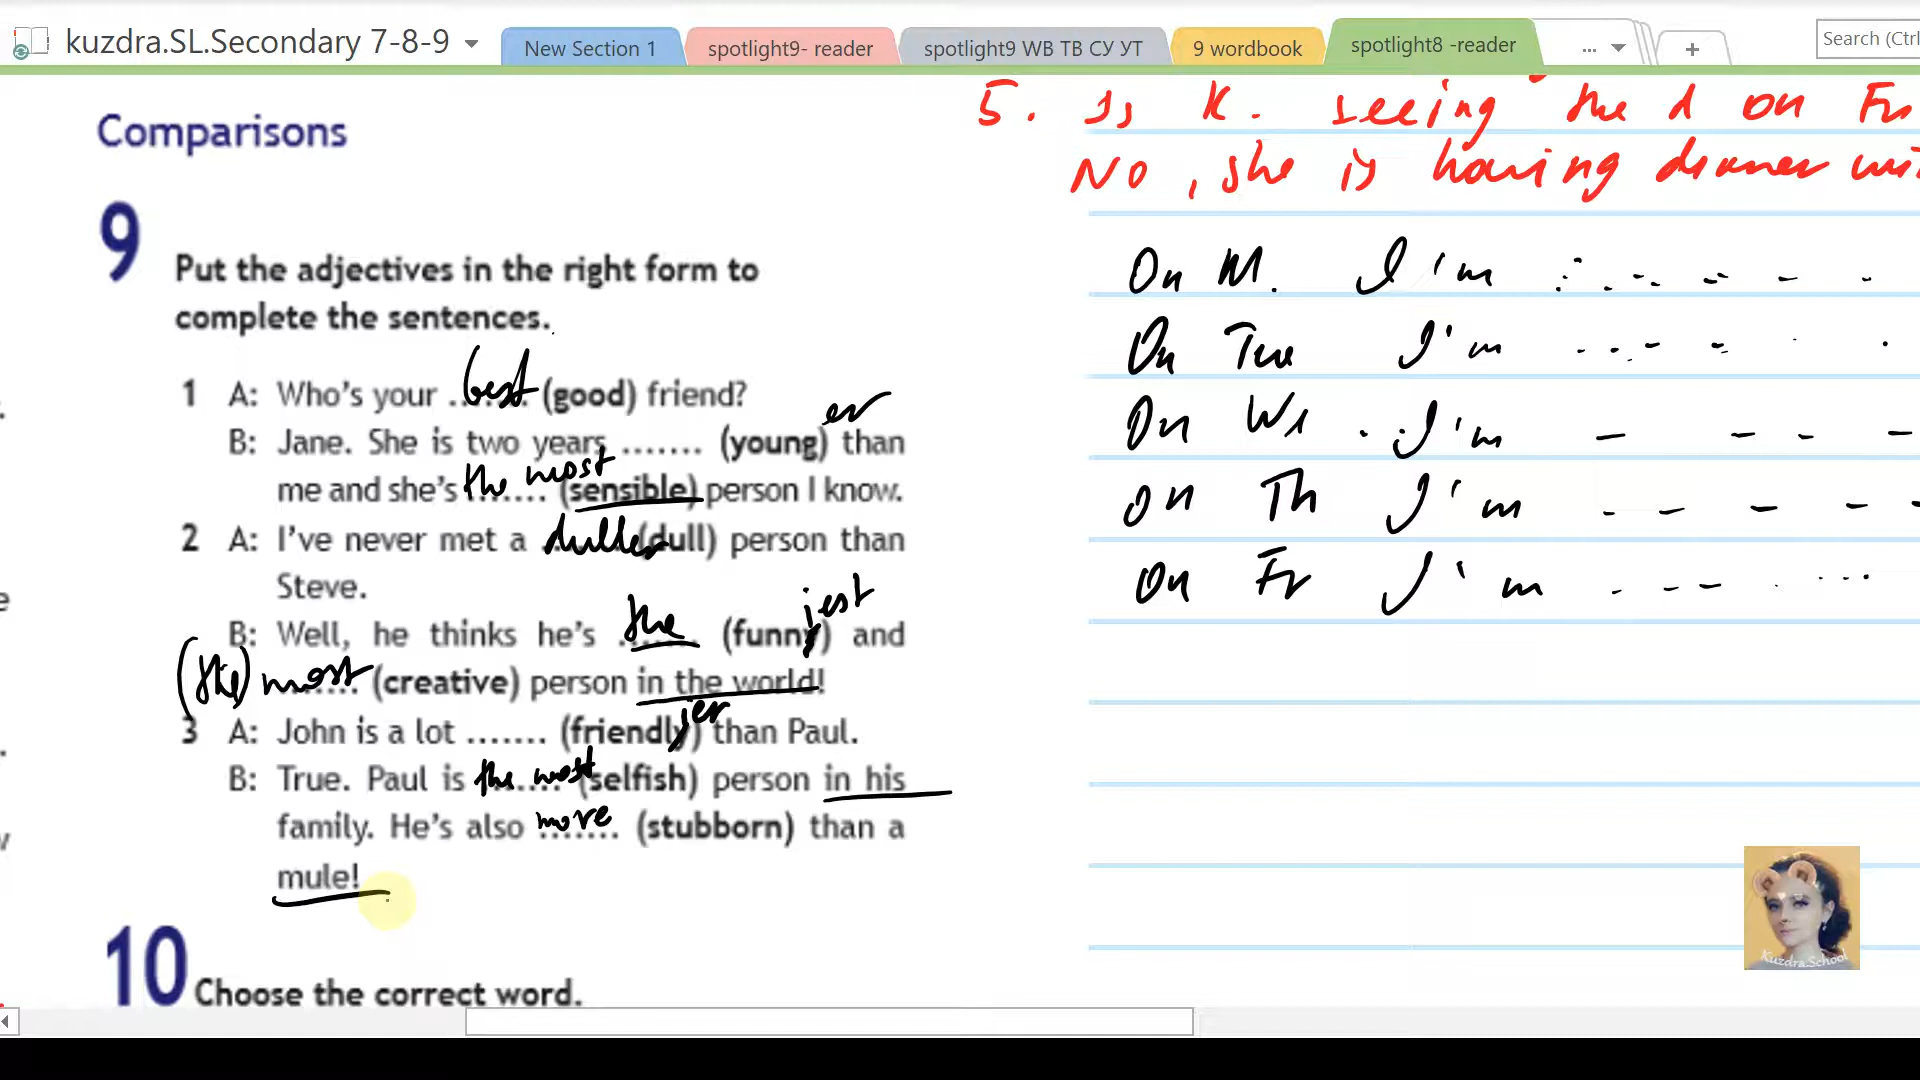 kuzdra.SL.Secondary 7-8-9
New Section 1
spotlight9- reader
spotlight9 WB TB СУ УТ
9 wordbook
spotlight8 -reader
...
+
Search (Ctrl
Comparisons
9
Put the adjectives in the right form to
complete the sentences.
1 A: Who's your best (good) friend?
er
B: Jane. She is two years ....... (young) than
me and she's the most (sensible) person I know.
2 A: I've never met a duller (dull) person than
Steve.
B: Well, he thinks he's the (funny) iest and
(the) most (creative) person in the world!
3 A: John is a lot ....... (friendly) ier than Paul.
B: True. Paul is the most (selfish) person in his
family. He's also more (stubborn) than a
mule!
10 Choose the correct word.
5. Is K. seeing the d on Fr
No, she is having dinner wit
On M. I'm
On Tue I'm
On We I'm
On Th I'm
On Fr I'm
Kuzdra.School